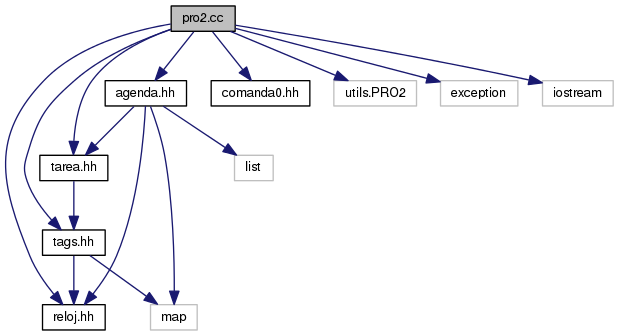 pro2.cc
agenda.hh
comanda0.hh
utils.PRO2
exception
iostream
tarea.hh
list
tags.hh
reloj.hh
map